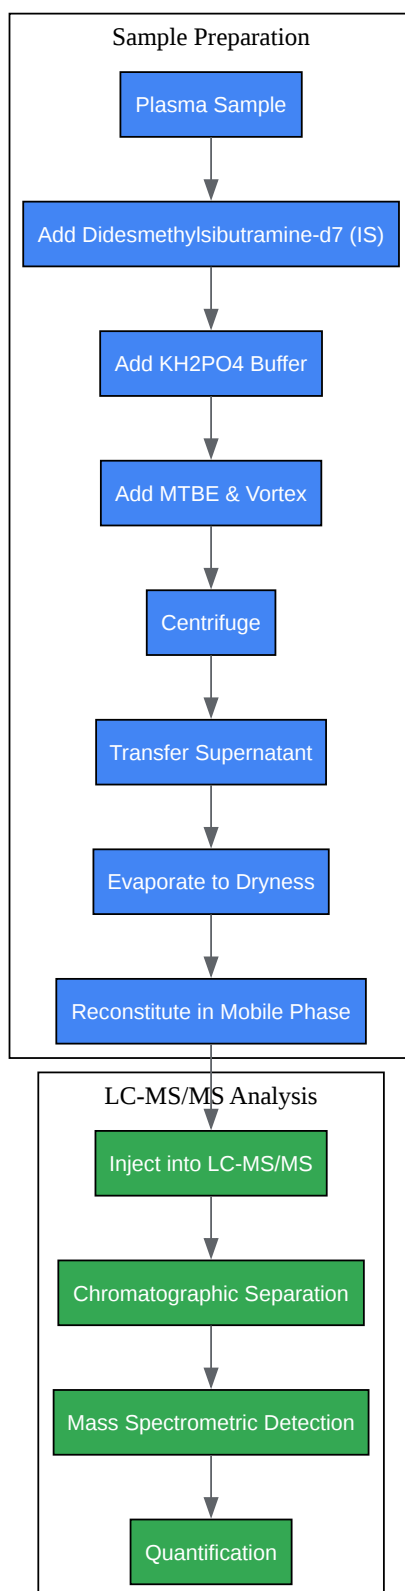 Sample Preparation
Plasma Sample
Add Didesmethylsibutramine-d7 (IS)
Add KH2PO4 Buffer
Add MTBE & Vortex
Centrifuge
Transfer Supernatant
Evaporate to Dryness
Reconstitute in Mobile Phase
LC-MS/MS Analysis
Inject into LC-MS/MS
Chromatographic Separation
Mass Spectrometric Detection
Quantification